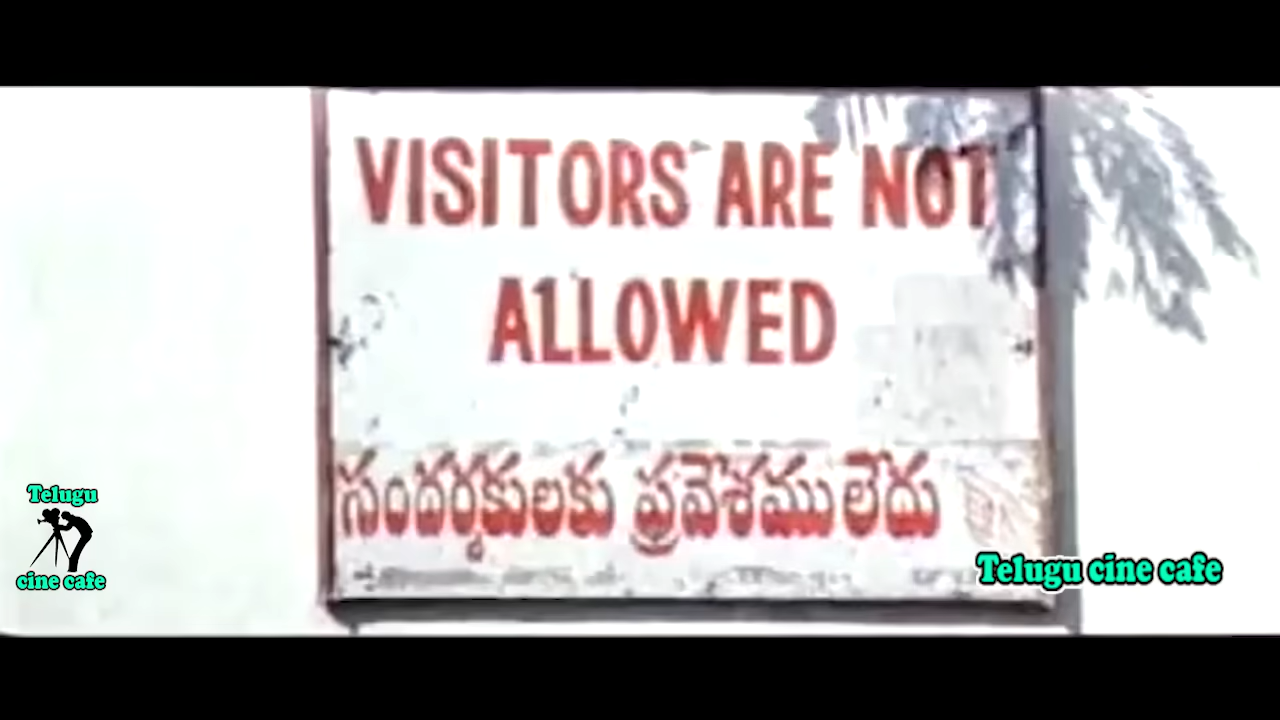 VISITORS ARE NOT
ALLOWED
సందర్శకులకు ప్రవేశము లేదు
Telugu
cine cafe
Telugu cine cafe